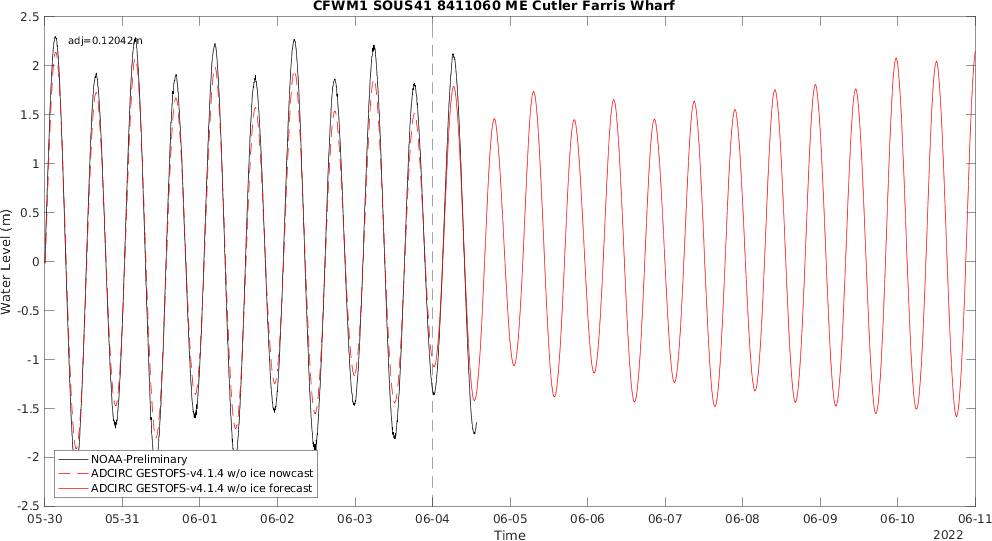 CFWM1 SOUS41 8411060 ME Cutler Farris Wharf
adj=0.12042m
Water Level (m)
2.5
2
1.5
1
0.5
0
-0.5
-1
-1.5
-2
-2.5
NOAA-Preliminary
ADCIRC GESTOFS-v4.1.4 w/o ice nowcast
ADCIRC GESTOFS-v4.1.4 w/o ice forecast
05-30 05-31 06-01 06-02 06-03 06-04 06-05 06-06 06-07 06-08 06-09 06-10 06-11
Time
2022